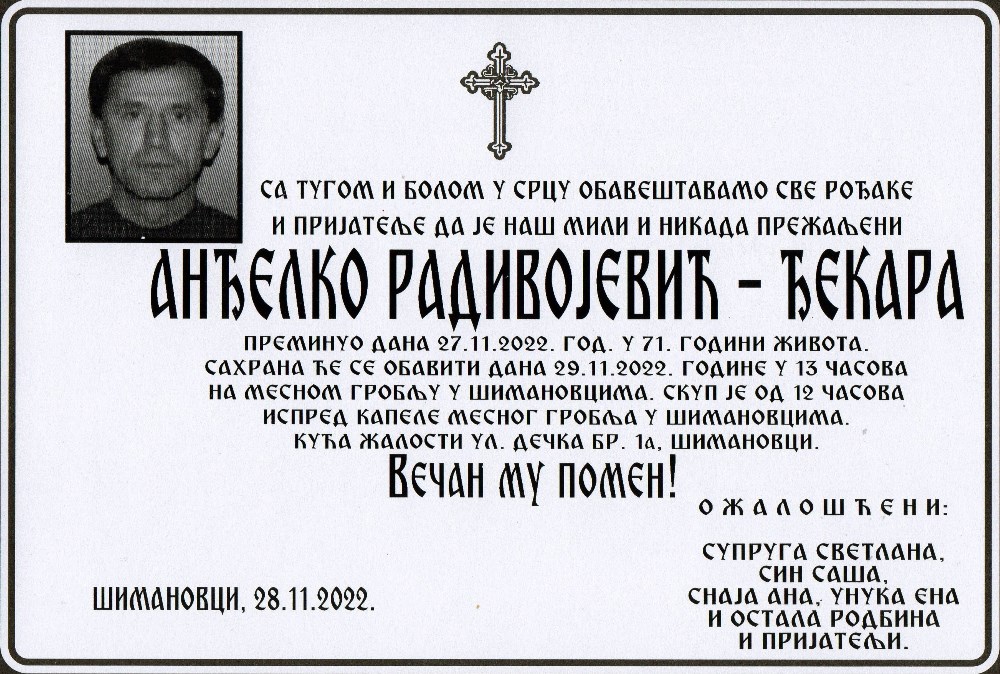 СА ТУГОМ И БОЛОМ У СРЦУ ОБАВЕШТАВАМО СВЕ РОЂАКЕ
И ПРИЈАТЕЉЕ ДА ЈЕ НАШ МИЛИ И НИКАДА ПРЕЖАЉЕНИ
АНЂЕЛКО РАДИВОЈЕВИЋ - ЂЕКАРА
ПРЕМИНУО ДАНА 27.11.2022. ГОД. У 71. ГОДИНИ ЖИВОТА.
САХРАНА ЋЕ СЕ ОБАВИТИ ДАНА 29.11.2022. ГОДИНЕ У 13 ЧАСОВА
НА МЕСНОМ ГРОБЉУ У ШИМАНОВЦИМА. СКУП ЈЕ ОД 12 ЧАСОВА
ИСПРЕД КАПЕЛЕ МЕСНОГ ГРОБЉА У ШИМАНОВЦИМА.
КУЋА ЖАЛОСТИ УЛ. ДЕЧКА БР. 1а, ШИМАНОВЦИ.
ВЕЧАН МУ ПОМЕН!
ОЖАЛОШЋЕНИ:
СУПРУГА СВЕТЛАНА,
СИН САША,
СНАЈА АНА, УНУКА ЕНА
И ОСТАЛА РОДБИНА
И ПРИЈАТЕЉИ.
ШИМАНОВЦИ, 28.11.2022.